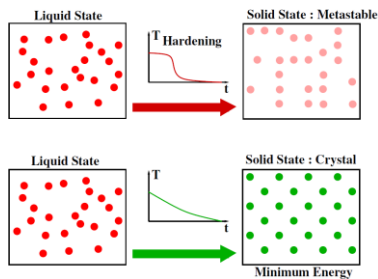 Liquid State
Solid State : Metastable
T
Hardening
t
Liquid State
Solid State : Crystal
T
t
Minimum Energy